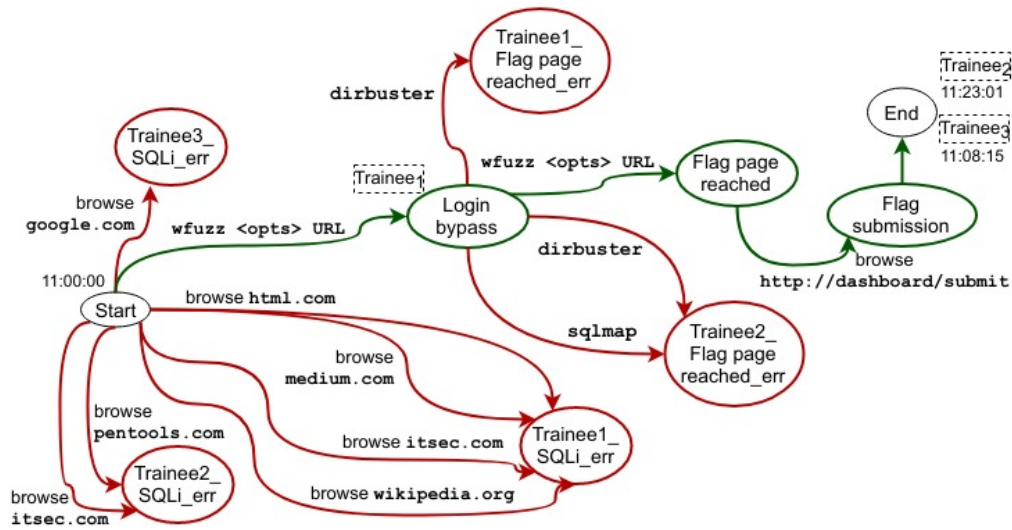 Trainee1_
Flag page
reached_err
dirbuster
Trainee2
11:23:01
End
Trainee3
11:08:15
Trainee3_
SQLi_err
browse
google.com
wfuzz <opts> URL
Trainee1
Login
bypass
wfuzz <opts> URL
Flag page
reached
Flag
submission
browse
http://dashboard/submit
dirbuster
11:00:00
Start
browse html.com
sqlmap
Trainee2_
Flag page
reached_err
browse
medium.com
browse
pentools.com
browse itsec.com
Trainee1_
SQLi_err
Trainee2_
SQLi_err
browse wikipedia.org
browse
itsec.com